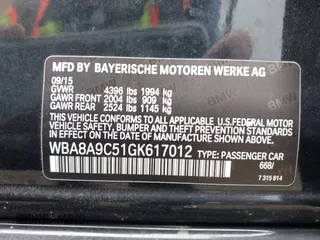 MFD BY BAYERISCHE MOTOREN WERKE AG
09/15
GVWR 4396 lbs 1994 kg
GAWR FRONT 2004 lbs 909 kg
GAWR REAR 2524 lbs 1145 kg
THIS VEHICLE CONFORMS TO ALL APPLICABLE U.S.FEDERAL MOTOR
VEHICLE SAFETY, BUMPER, AND THEFT PREVENTION STANDARDS IN
EFFECT ON THE DATE OF MANUFACTURE SHOWN ABOVE.
WBA8A9C51GK617012 TYPE: PASSENGER CAR
668/
7 315 814